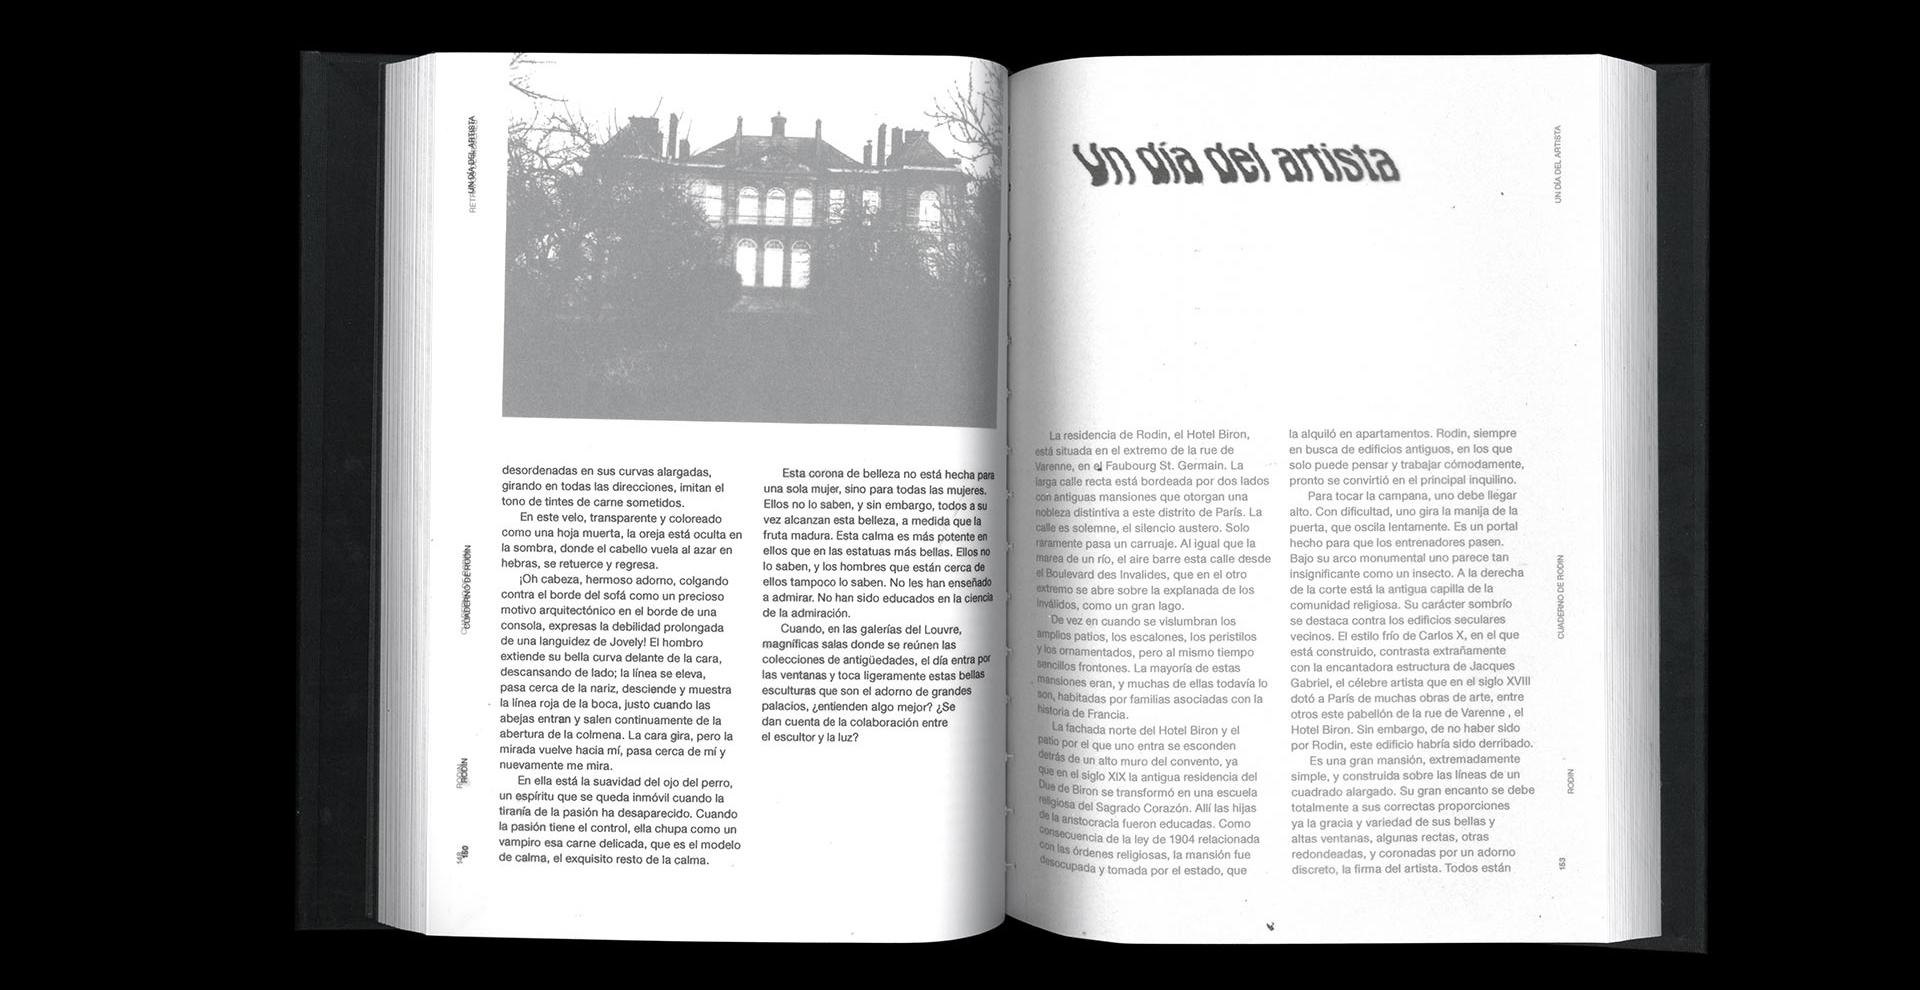 UN DÍA DEL ARTISTA
CUADERNO DE RODIN
RODIN
150
desordenadas en sus curvas alargadas,
girando en todas las direcciones, imitan el
tono de tintes de carne sometidos.
En este velo, transparente y coloreado
como una hoja muerta, la oreja está oculta en
la sombra, donde el cabello vuela al azar en
hebras, se retuerce y regresa.
¡Oh cabeza, hermoso adorno, colgando
contra el borde del sofá como un precioso
motivo arquitectónico en el borde de una
consola, expresas la debilidad prolongada
de una languidez de Jovely! El hombro
extiende su bella curva delante de la cara,
descansando de lado; la línea se eleva,
pasa cerca de la nariz, desciende y muestra
la línea roja de la boca, justo cuando las
abejas entran y salen continuamente de la
abertura de la colmena. La cara gira, pero la
mirada vuelve hacia mí, pasa cerca de mí y
nuevamente me mira.
En ella está la suavidad del ojo del perro,
un espíritu que se queda inmóvil cuando la
tiranía de la pasión ha desaparecido. Cuando
la pasión tiene el control, ella chupa como un
vampiro esa carne delicada, que es el modelo
de calma, el exquisito resto de la calma.
Esta corona de belleza no está hecha para
una sola mujer, sino para todas las mujeres.
Ellos no lo saben, y sin embargo, todos a su
vez alcanzan esta belleza, a medida que la
fruta madura. Esta calma es más potente en
ellos que en las estatuas más bellas. Ellos no
lo saben, y los hombres que están cerca de
ellos tampoco lo saben. No les han enseñado
a admirar. No han sido educados en la ciencia
de la admiración.
Cuando, en las galerías del Louvre,
magníficas salas donde se reúnen las
colecciones de antigüedades, el día entra por
las ventanas y toca ligeramente estas bellas
esculturas que son el adorno de grandes
palacios, ¿entienden algo mejor? ¿Se
dan cuenta de la colaboración entre
el escultor y la luz?
Un día del artista
La residencia de Rodin, el Hotel Biron,
está situada en el extremo de la rue de
Varenne, en el Faubourg St. Germain. La
larga calle recta está bordeada por dos lados
con antiguas mansiones que otorgan una
nobleza distintiva a este distrito de París. La
calle es solemne, el silencio austero. Solo
raramente pasa un carruaje. Al igual que la
marea de un río, el aire barre esta calle desde
el Boulevard des Invalides, que en el otro
extremo se abre sobre la explanada de los
inválidos, como un gran lago.
De vez en cuando se vislumbran los
amplios patios, los escalones, los peristilos
y los ornamentados, pero al mismo tiempo
sencillos frontones. La mayoría de estas
mansiones eran, y muchas de ellas todavía lo
son, habitadas por familias asociadas con la
historia de Francia.
La fachada norte del Hotel Biron y el
patio por el que uno entra se esconden
detrás de un alto muro del convento, ya
que en el siglo XIX la antigua residencia del
Due de Biron se transformó en una escuela
religiosa del Sagrado Corazón. Allí las hijas
de la aristocracia fueron educadas. Como
consecuencia de la ley de 1904 relacionada
con las órdenes religiosas, la mansión fue
desocupada y tomada por el estado, que
la alquiló en apartamentos. Rodin, siempre
en busca de edificios antiguos, en los que
solo puede pensar y trabajar cómodamente,
pronto se convirtió en el principal inquilino.
Para tocar la campana, uno debe llegar
alto. Con dificultad, uno gira la manija de la
puerta, que oscila lentamente. Es un portal
hecho para que los entrenadores pasen.
Bajo su arco monumental uno parece tan
insignificante como un insecto. A la derecha
de la corte está la antigua capilla de la
comunidad religiosa. Su carácter sombrío
se destaca contra los edificios seculares
vecinos. El estilo frío de Carlos X, en el que
está construido, contrasta extrañamente
con la encantadora estructura de Jacques
Gabriel, el célebre artista que en el siglo XVIII
dotó a París de muchas obras de arte, entre
otros este pabellón de la rue de Varenne , el
Hotel Biron. Sin embargo, de no haber sido
por Rodin, este edificio habría sido derribado.
Es una gran mansión, extremadamente
simple, y construida sobre las líneas de un
cuadrado alargado. Su gran encanto se debe
totalmente a sus correctas proporciones
ya la gracia y variedad de sus bellas y
altas ventanas, algunas rectas, otras
redondeadas, y coronadas por un adorno
discreto, la firma del artista. Todos están
UN DÍA DEL ARTISTA
CUADERNO DE RODIN
RODIN
153